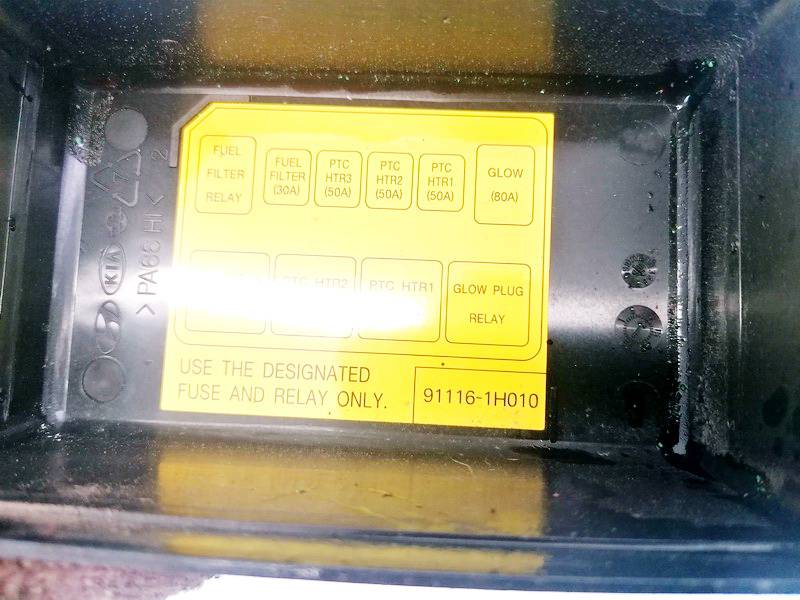 FUEL
FILTER
RELAY
FUEL
FILTER
(30A)
PTC
HTR3
(50A)
PTC
HTR2
(50A)
PTC
HTR1
(50A)
GLOW
(80A)
PTC HTR2
PTC HTR1
GLOW PLUG
RELAY
USE THE DESIGNATED
FUSE AND RELAY ONLY.
91116-1H010
KIA